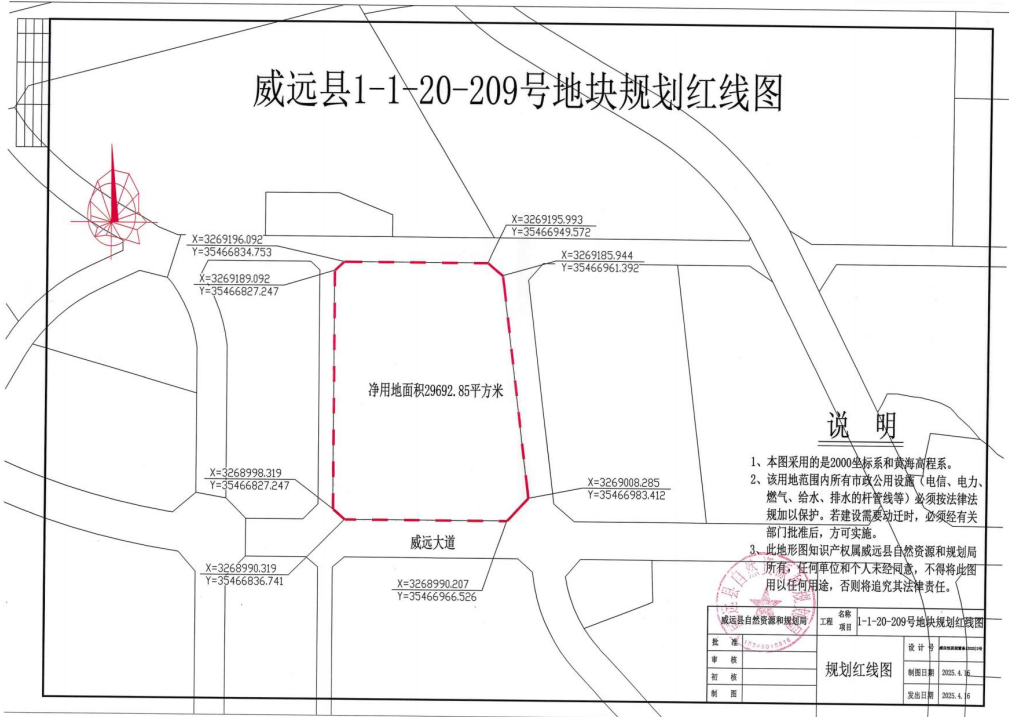 威远县1-1-20-209号地块规划红线图
X=3269195.993
Y=35466949.572
X=3269196.092
Y=35466834.753
X=3269185.944
Y=35466961.392
X=3269189.092
Y=35466827.247
净用地面积29692.85平方米
说 明
1、本图采用的是2000坐标系和黄海高程系。
2、该用地范围内所有市政公用设施（电信、电力、
燃气、给水、排水的杆管线等）必须按法律法
规加以保护。若建设需要动迁时，必须经有关
部门批准后，方可实施。
3、此地形图知识产权属威远县自然资源和规划局
所有，任何单位和个人未经同意，不得将此图
用以任何用途，否则将追究其法律责任。
X=3268998.319
Y=35466827.247
X=3269008.285
Y=35466983.412
威远大道
X=3268990.319
Y=35466836.741
X=3268990.207
Y=35466966.526
威远县自然资源和规划局
工程 名称
项目
1-1-20-209号地块规划红线图
批 准
审 核
初 核
制 图
规划红线图
设 计 号
制图日期 2025.4.16
发出日期 2025.4.16